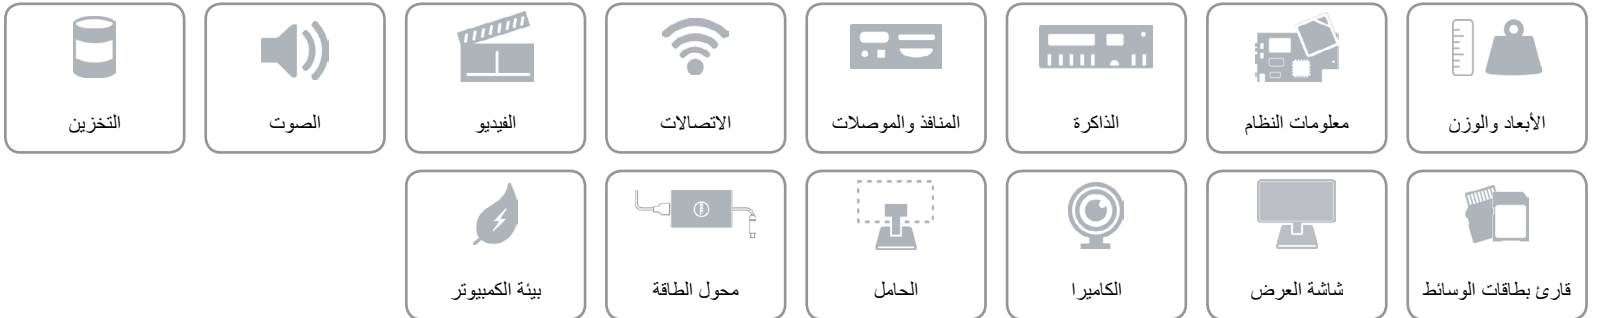 الأبعاد والوزن
معلومات النظام
الذاكرة
المنافذ والموصلات
الاتصالات
الفيديو
الصوت
التخزين
قارئ بطاقات الوسائط
شاشة العرض
الكاميرا
الحامل
محول الطاقة
بيئة الكمبيوتر